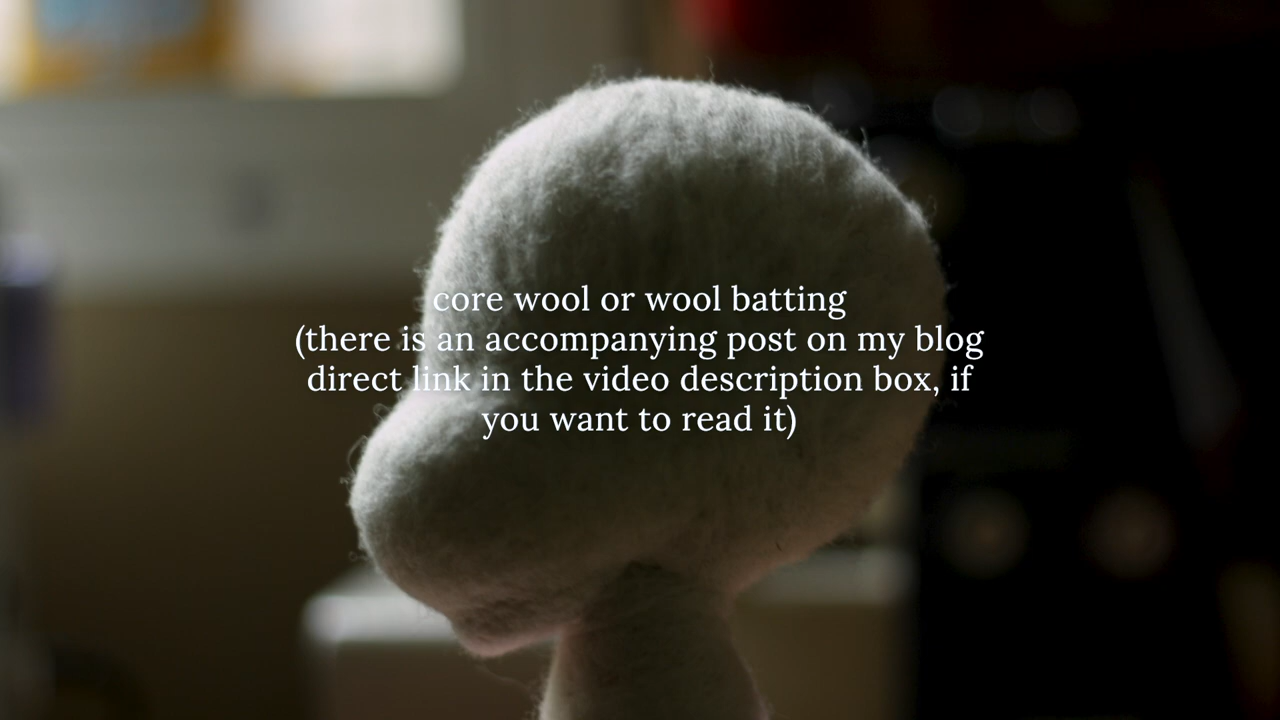 core wool or wool batting
(there is an accompanying post on my blog
direct link in the video description box, if
you want to read it)